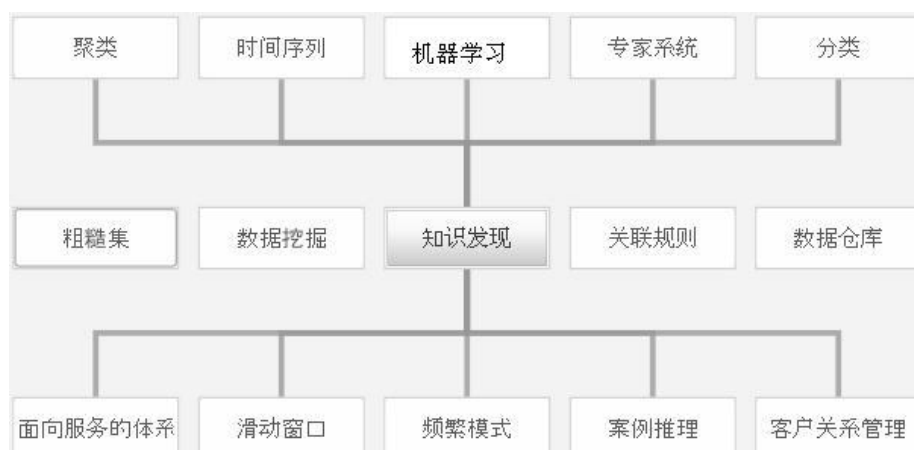 聚类
时间序列
机器学习
专家系统
分类
粗糙集
数据挖掘
知识发现
关联规则
数据仓库
面向服务的体系
滑动窗口
频繁模式
案例推理
客户关系管理